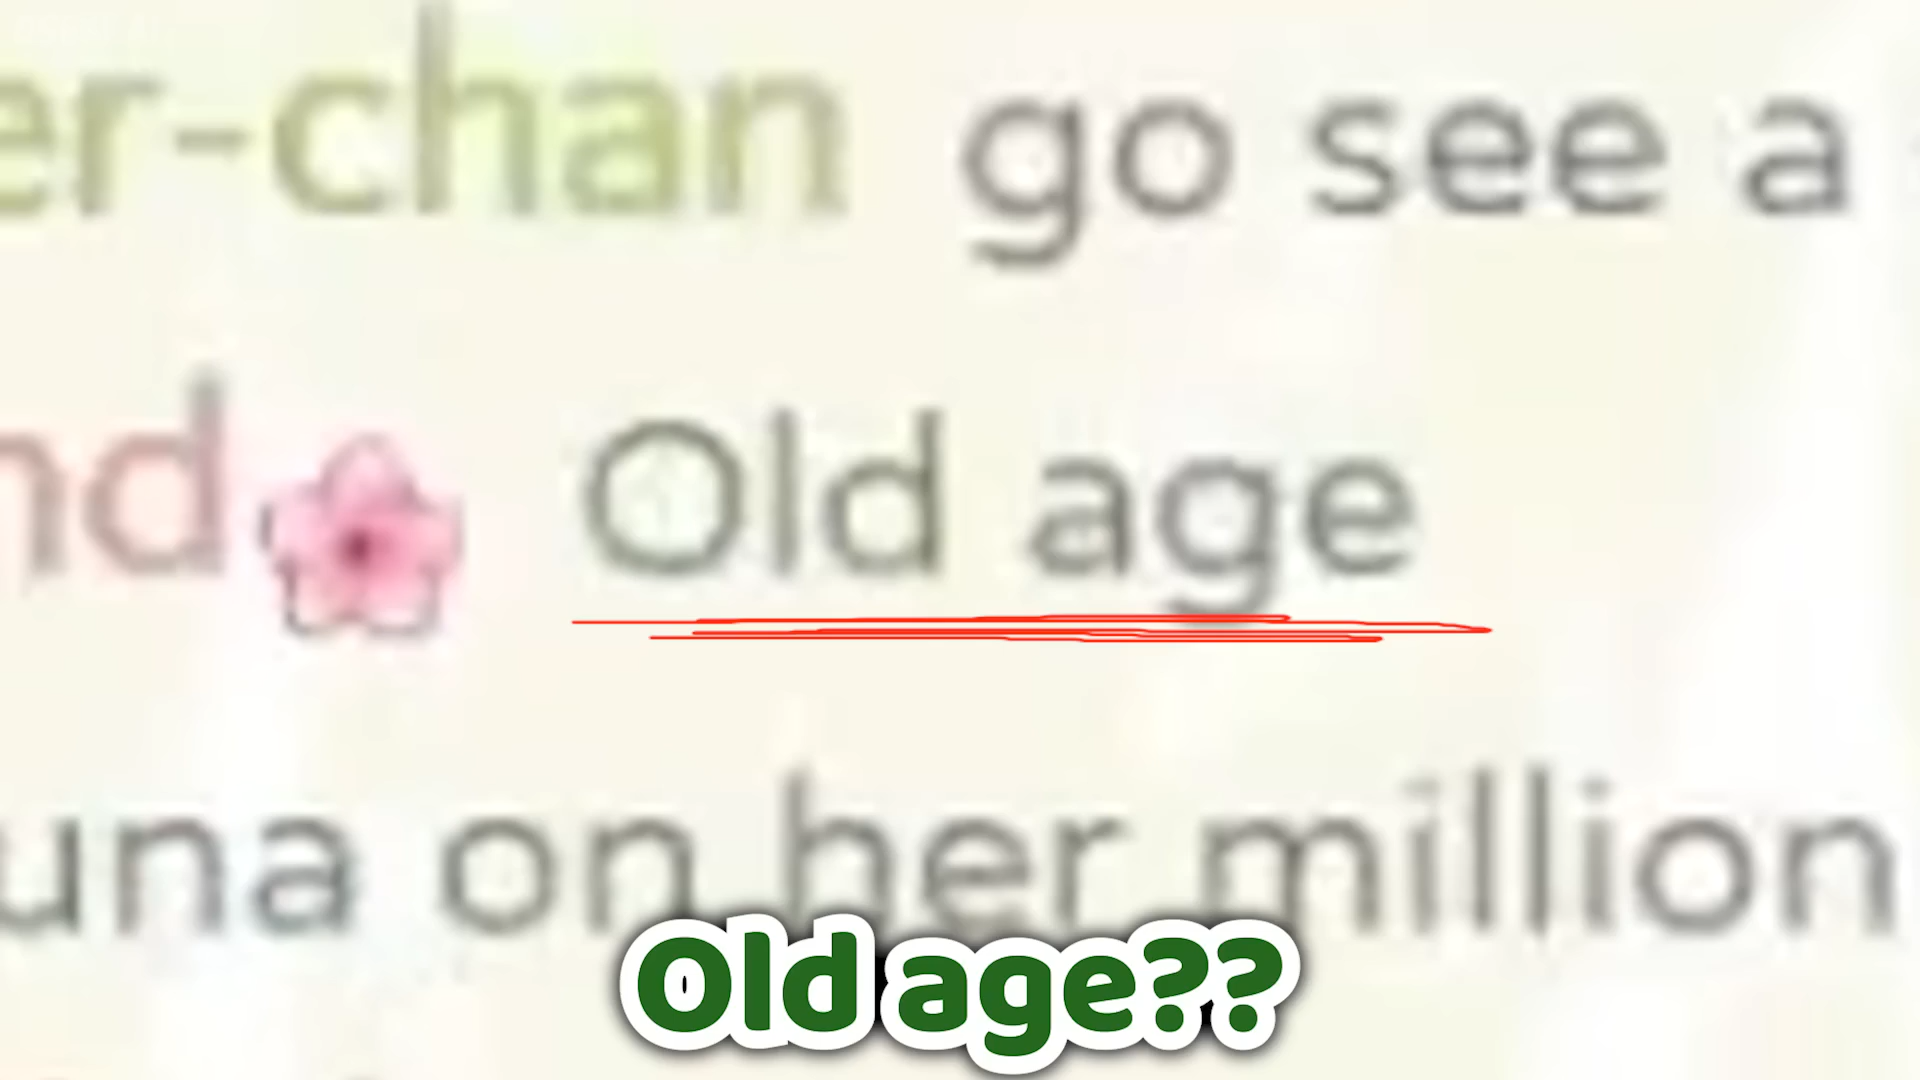 er-chan go see a
nd Old age
una on her million
Old age??